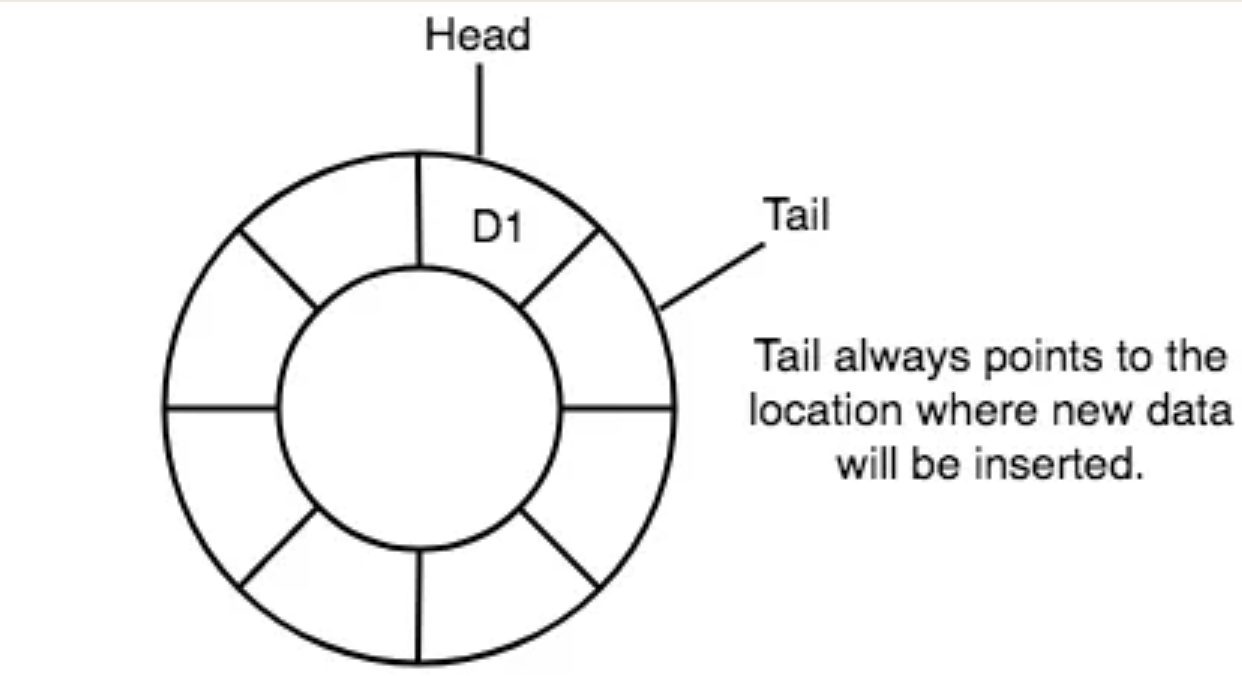 Head
D1
Tail
Tail always points to the
location where new data
will be inserted.